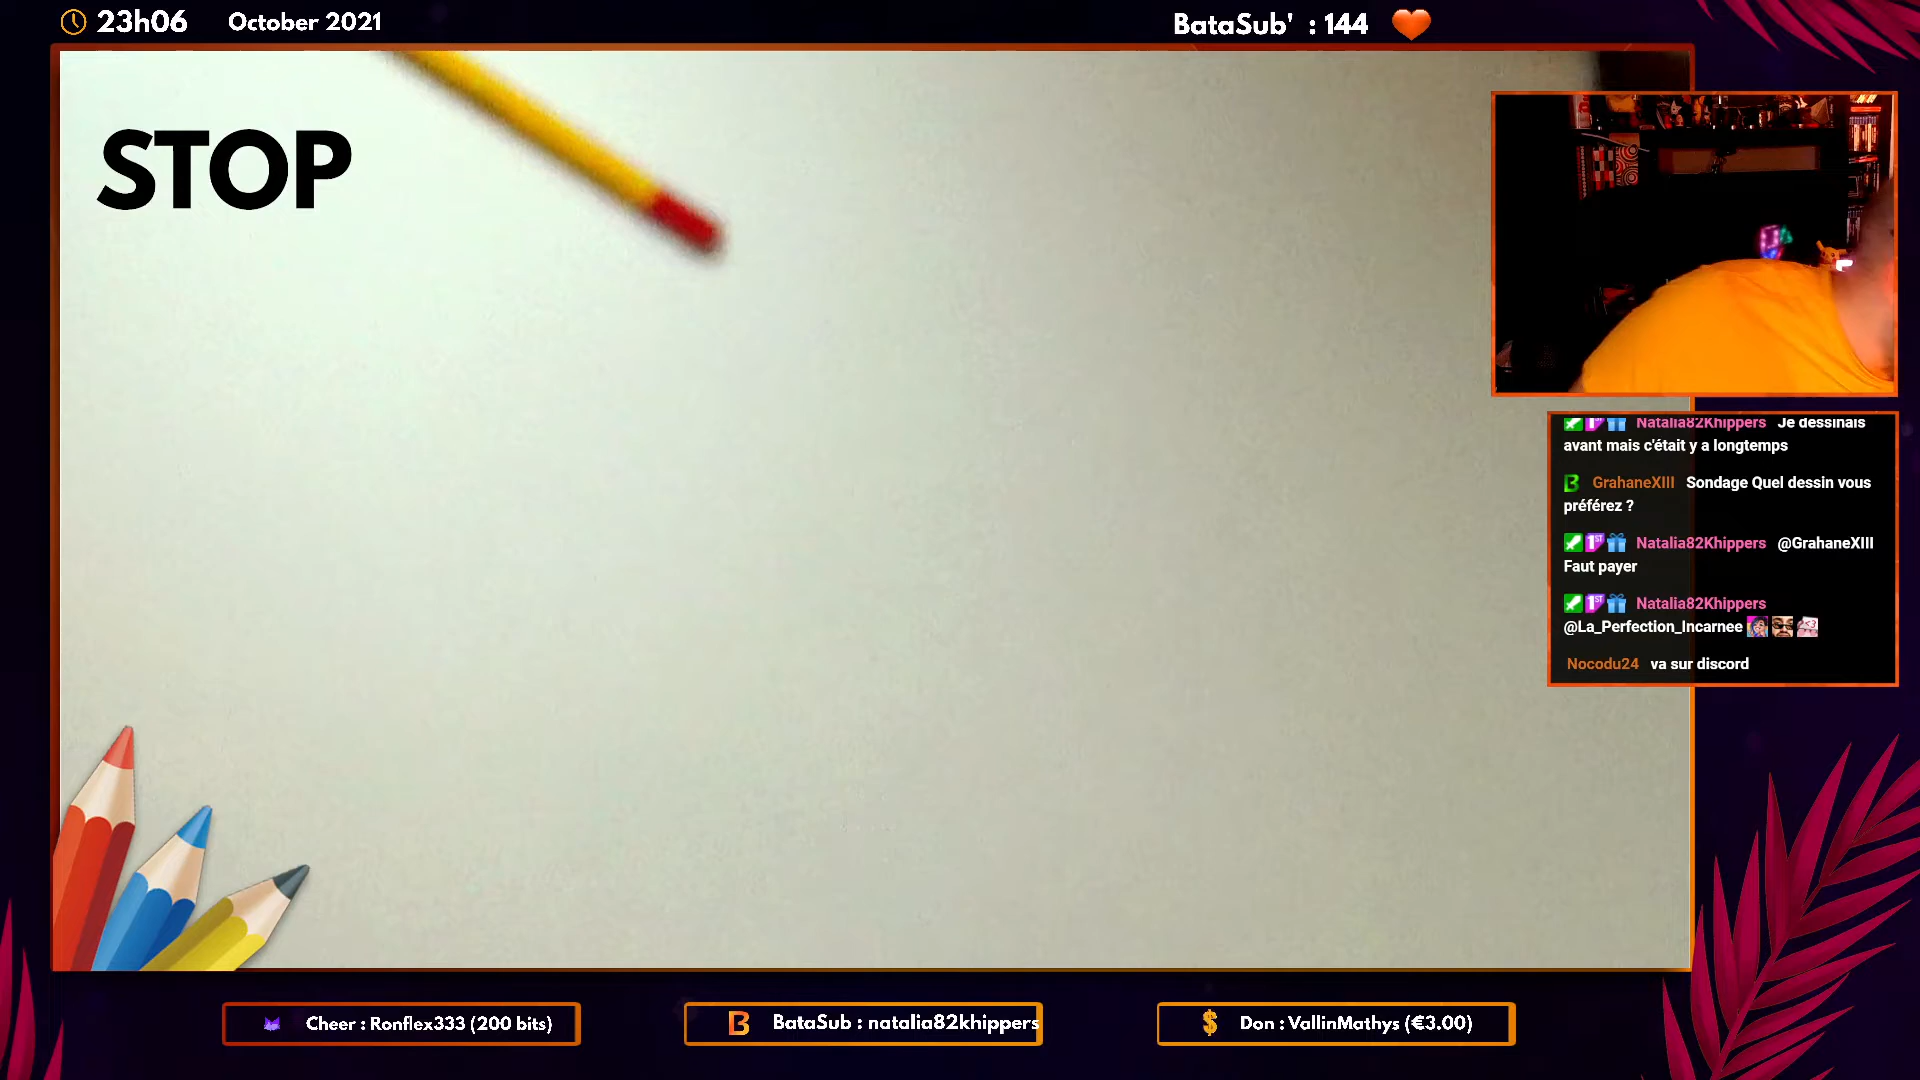 23h06 October 2021
BataSub' : 144
STOP
Natalia82Khippers Je dessinais
avant mais c'était y a longtemps
GrahaneXIII Sondage Quel dessin vous
préférez ?
Natalia82Khippers @GrahaneXIII
Faut payer
Natalia82Khippers
@La_Perfection_Incarnee
Nocodu24 va sur discord
Cheer : Ronflex333 (200 bits)
BataSub : natalia82khippers
Don : VallinMathys (€3.00)